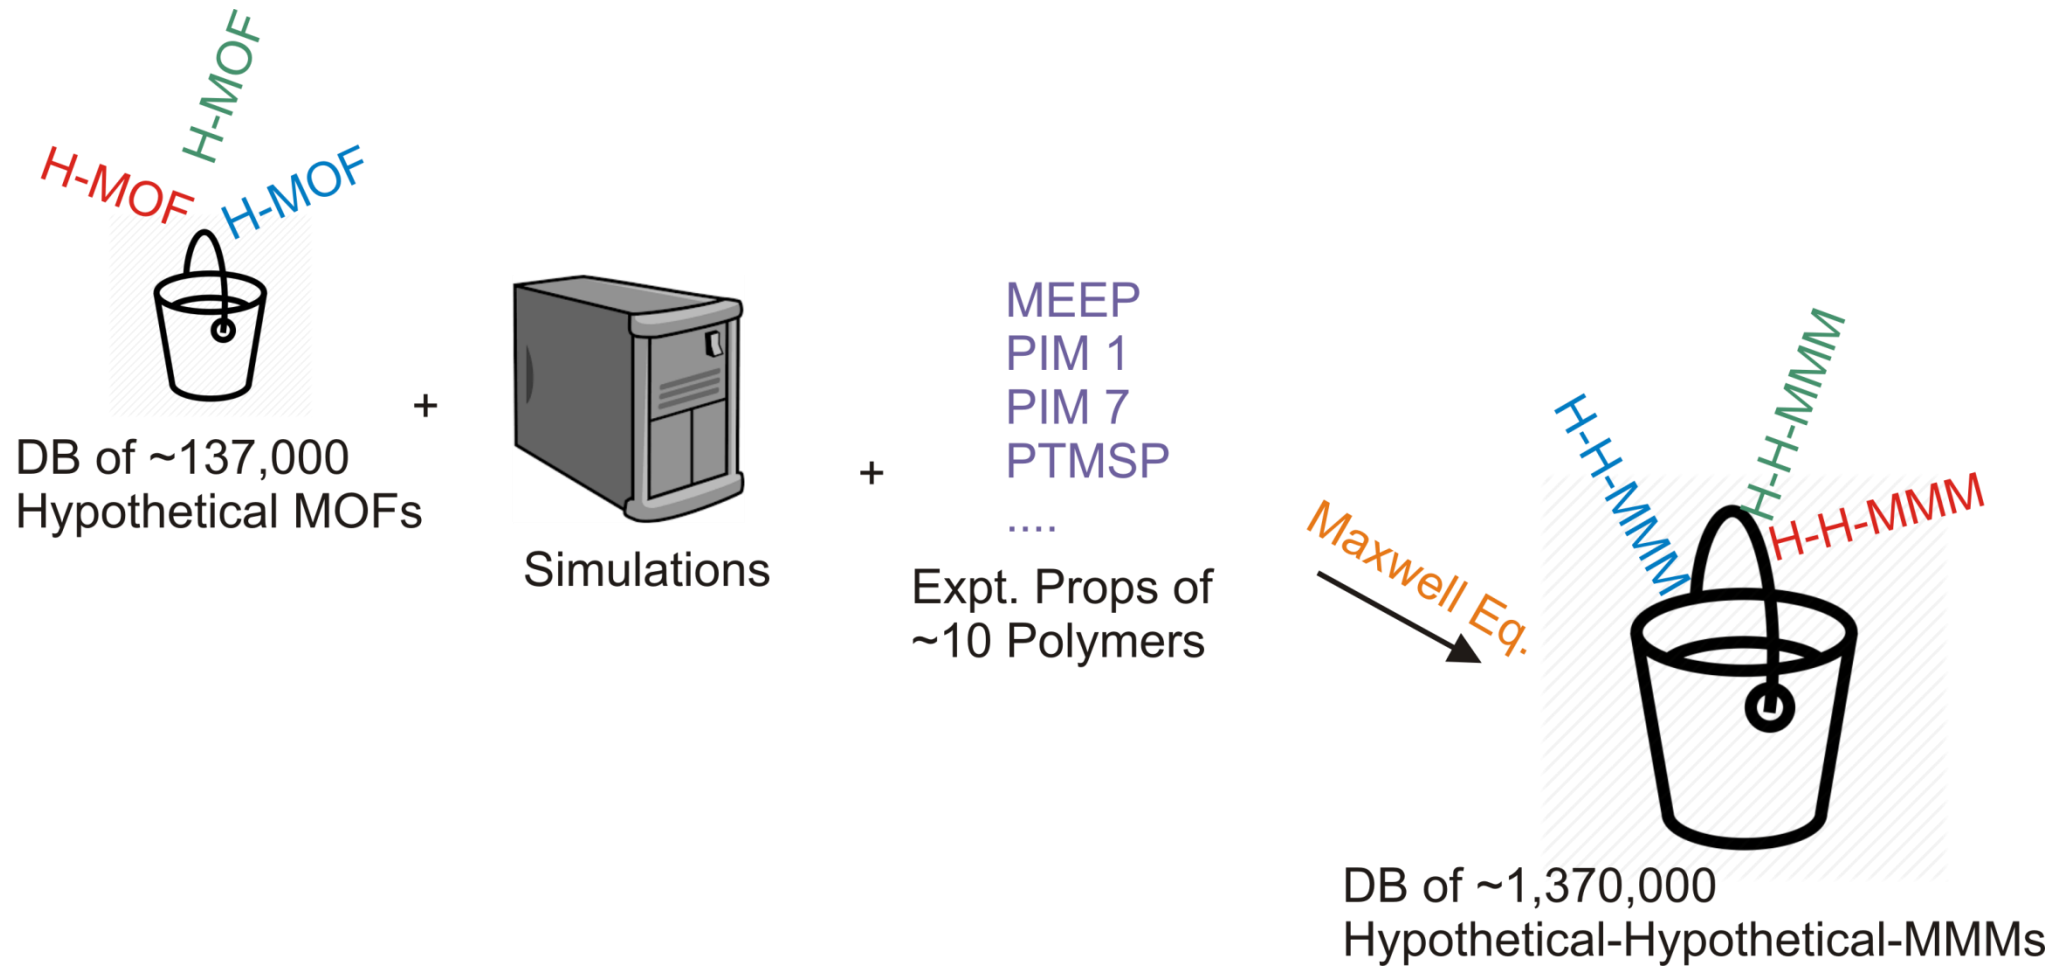 H-MOF
H-MOF
H-MOF
DB of ~137,000
Hypothetical MOFs
+
Simulations
+
MEEP
PIM 1
PIM 7
PTMSP
....
Expt. Props of
~10 Polymers
Maxwell Eq.
H-H-MMM
H-H-MMM
H-H-MMM
DB of ~1,370,000
Hypothetical-Hypothetical-MMMs